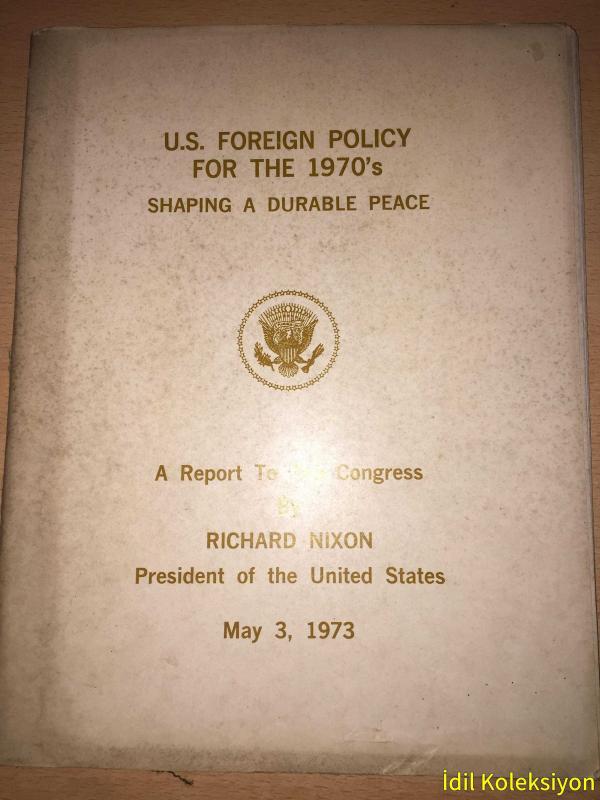 U.S. FOREIGN POLICY
FOR THE 1970's
SHAPING A DURABLE PEACE
A Report To Congress
By
RICHARD NIXON
President of the United States
May 3, 1973
İdil Koleksiyon